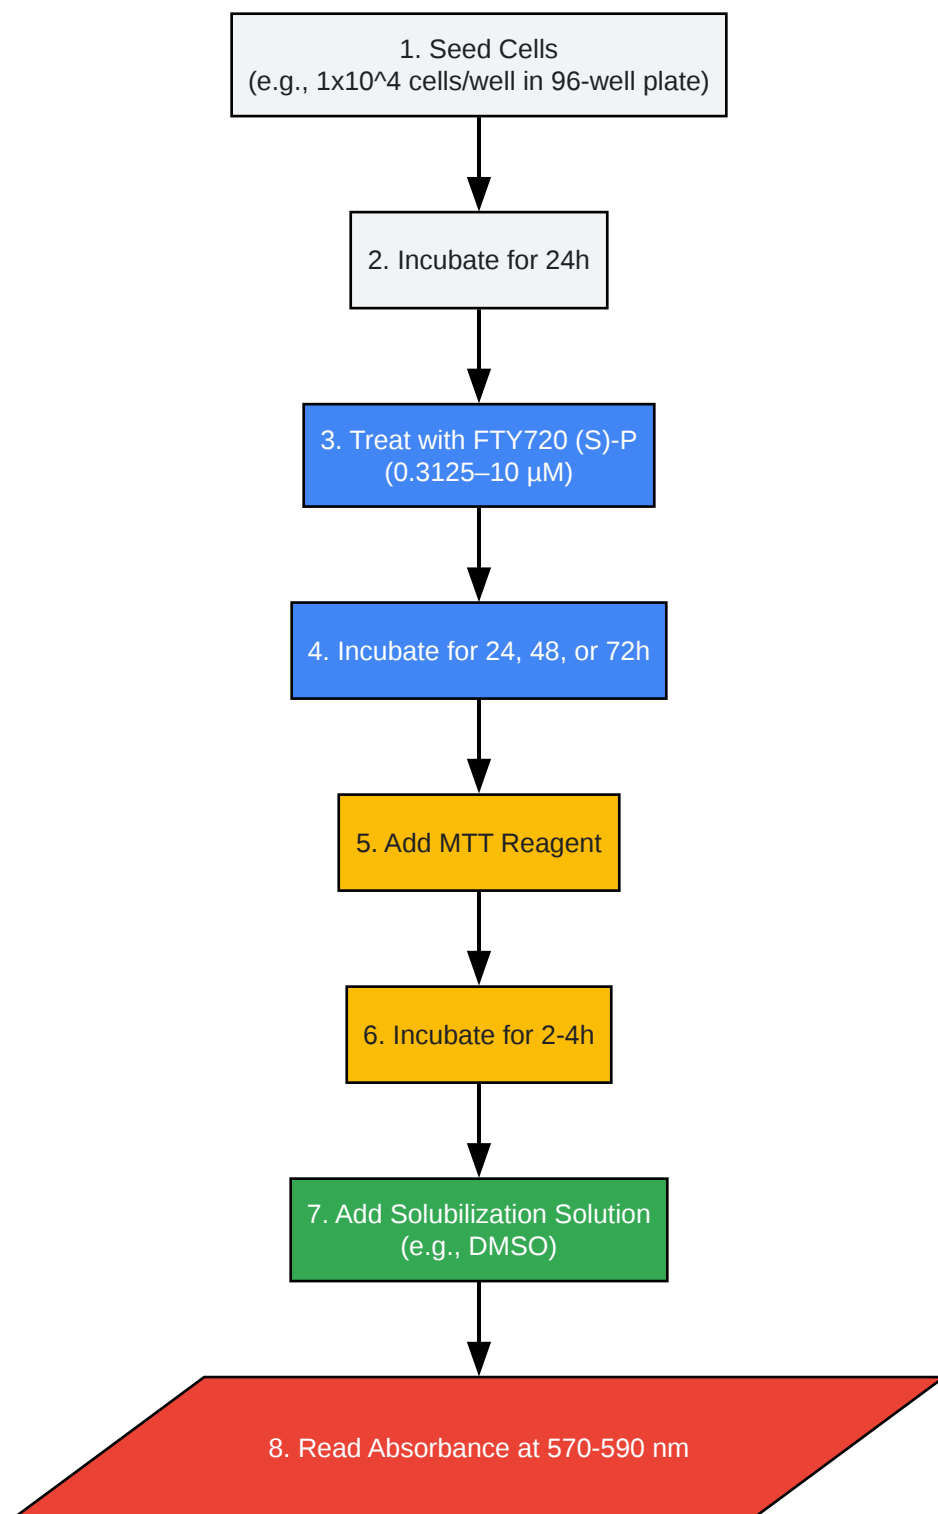 1. Seed Cells
(e.g., 1x10^4 cells/well in 96-well plate)
2. Incubate for 24h
3. Treat with FTY720 (S)-P
(0.3125–10 µM)
4. Incubate for 24, 48, or 72h
5. Add MTT Reagent
6. Incubate for 2-4h
7. Add Solubilization Solution
(e.g., DMSO)
8. Read Absorbance at 570-590 nm